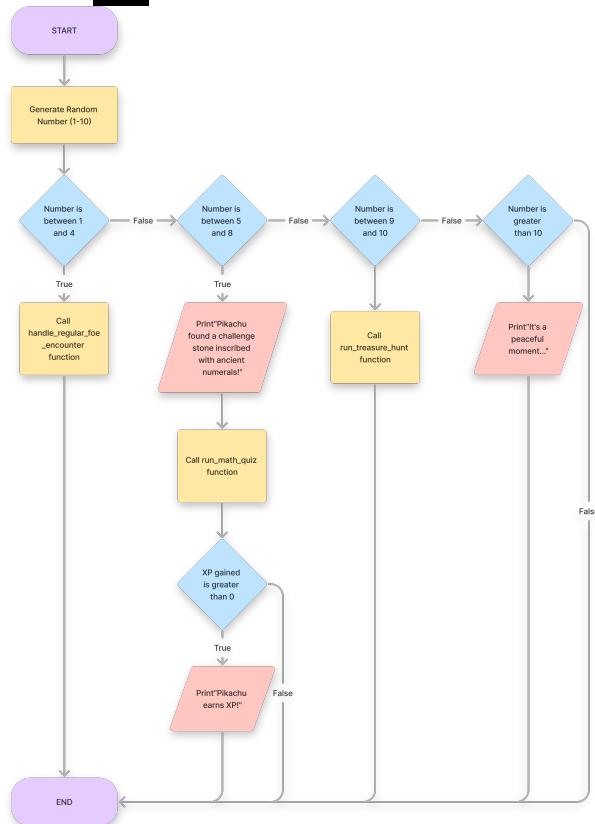 START
Generate Random
Number (1-10)
Number is
between 1
and 4
False
Number is
between 5
and 8
False
Number is
between 9
and 10
False
Number is
greater
than 10
True
True
Call
handle_regular_foe
_encounter
function
Print"Pikachu
found a challenge
stone inscribed
with ancient
numerals!"
Call
run_treasure_hunt
function
Print"It's a
peaceful
moment..."
Call run_math_quiz
function
Fals
XP gained
is greater
than 0
True
Print"Pikachu
earns XP!"
False
END